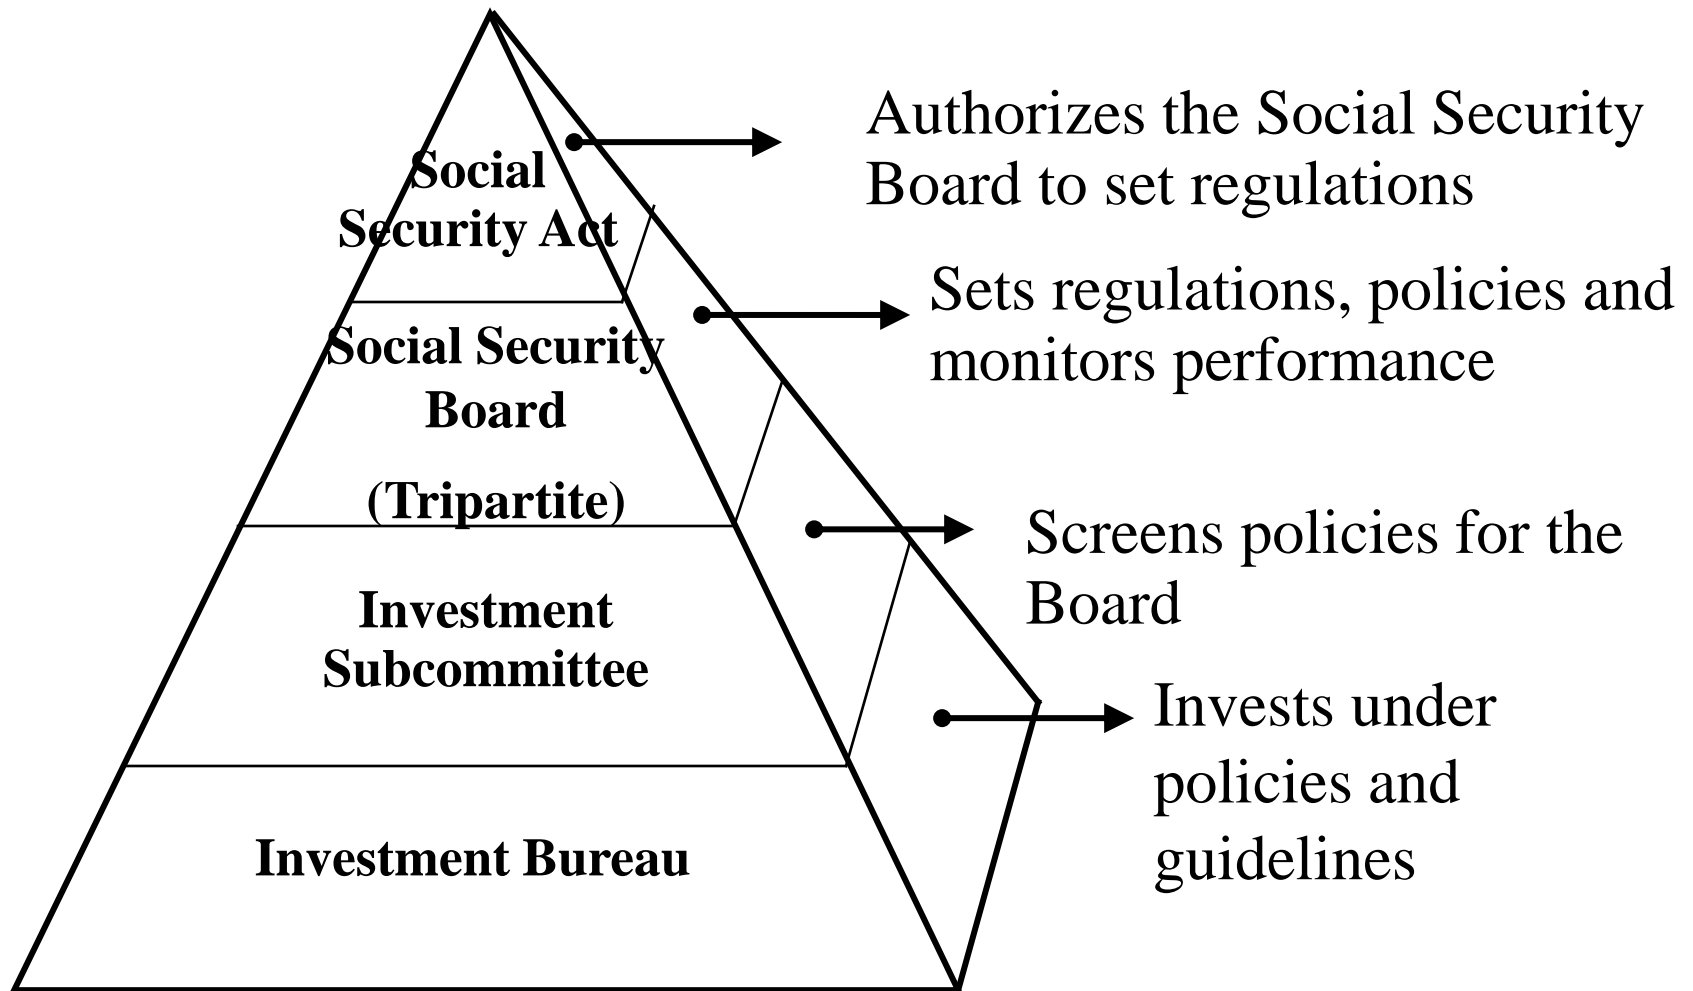 Social
Security Act
Authorizes the Social Security
Board to set regulations
Social Security
Board
(Tripartite)
Sets regulations, policies and
monitors performance
Investment
Subcommittee
Screens policies for the
Board
Investment Bureau
Invests under
policies and
guidelines